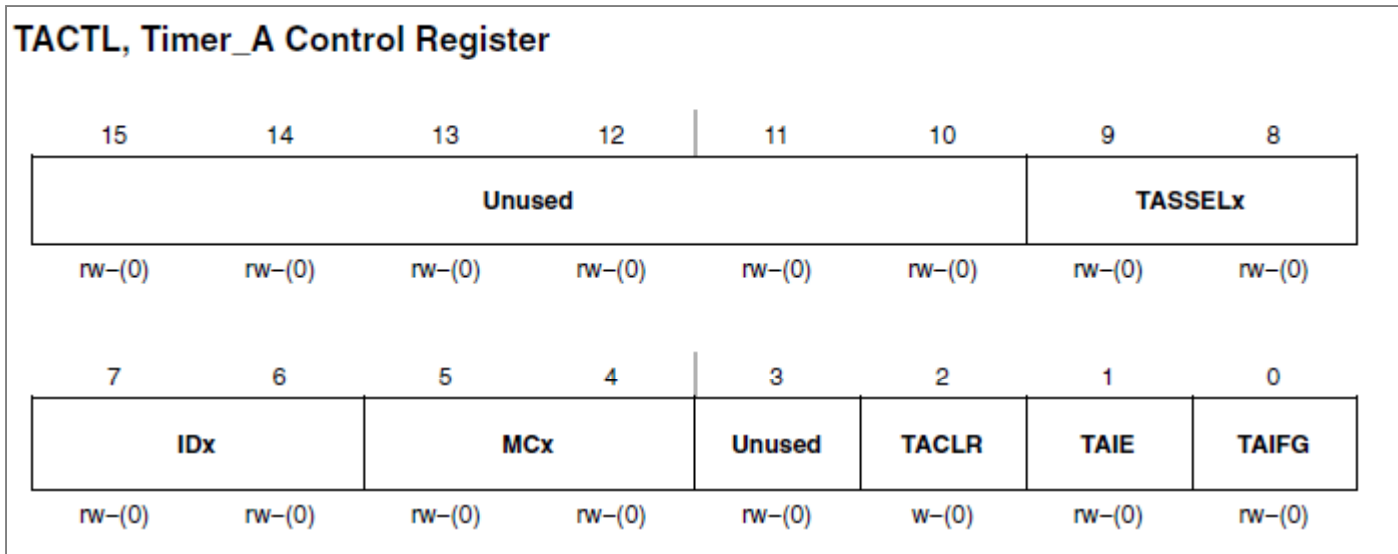 TACTL, Timer_A Control Register
15 14 13 12 11 10 9 8
Unused TASSELx
rw–(0) rw–(0) rw–(0) rw–(0) rw–(0) rw–(0) rw–(0) rw–(0)
7 6 5 4 3 2 1 0
IDx MCx Unused TACLR TAIE TAIFG
rw–(0) rw–(0) rw–(0) rw–(0) rw–(0) w–(0) rw–(0) rw–(0)